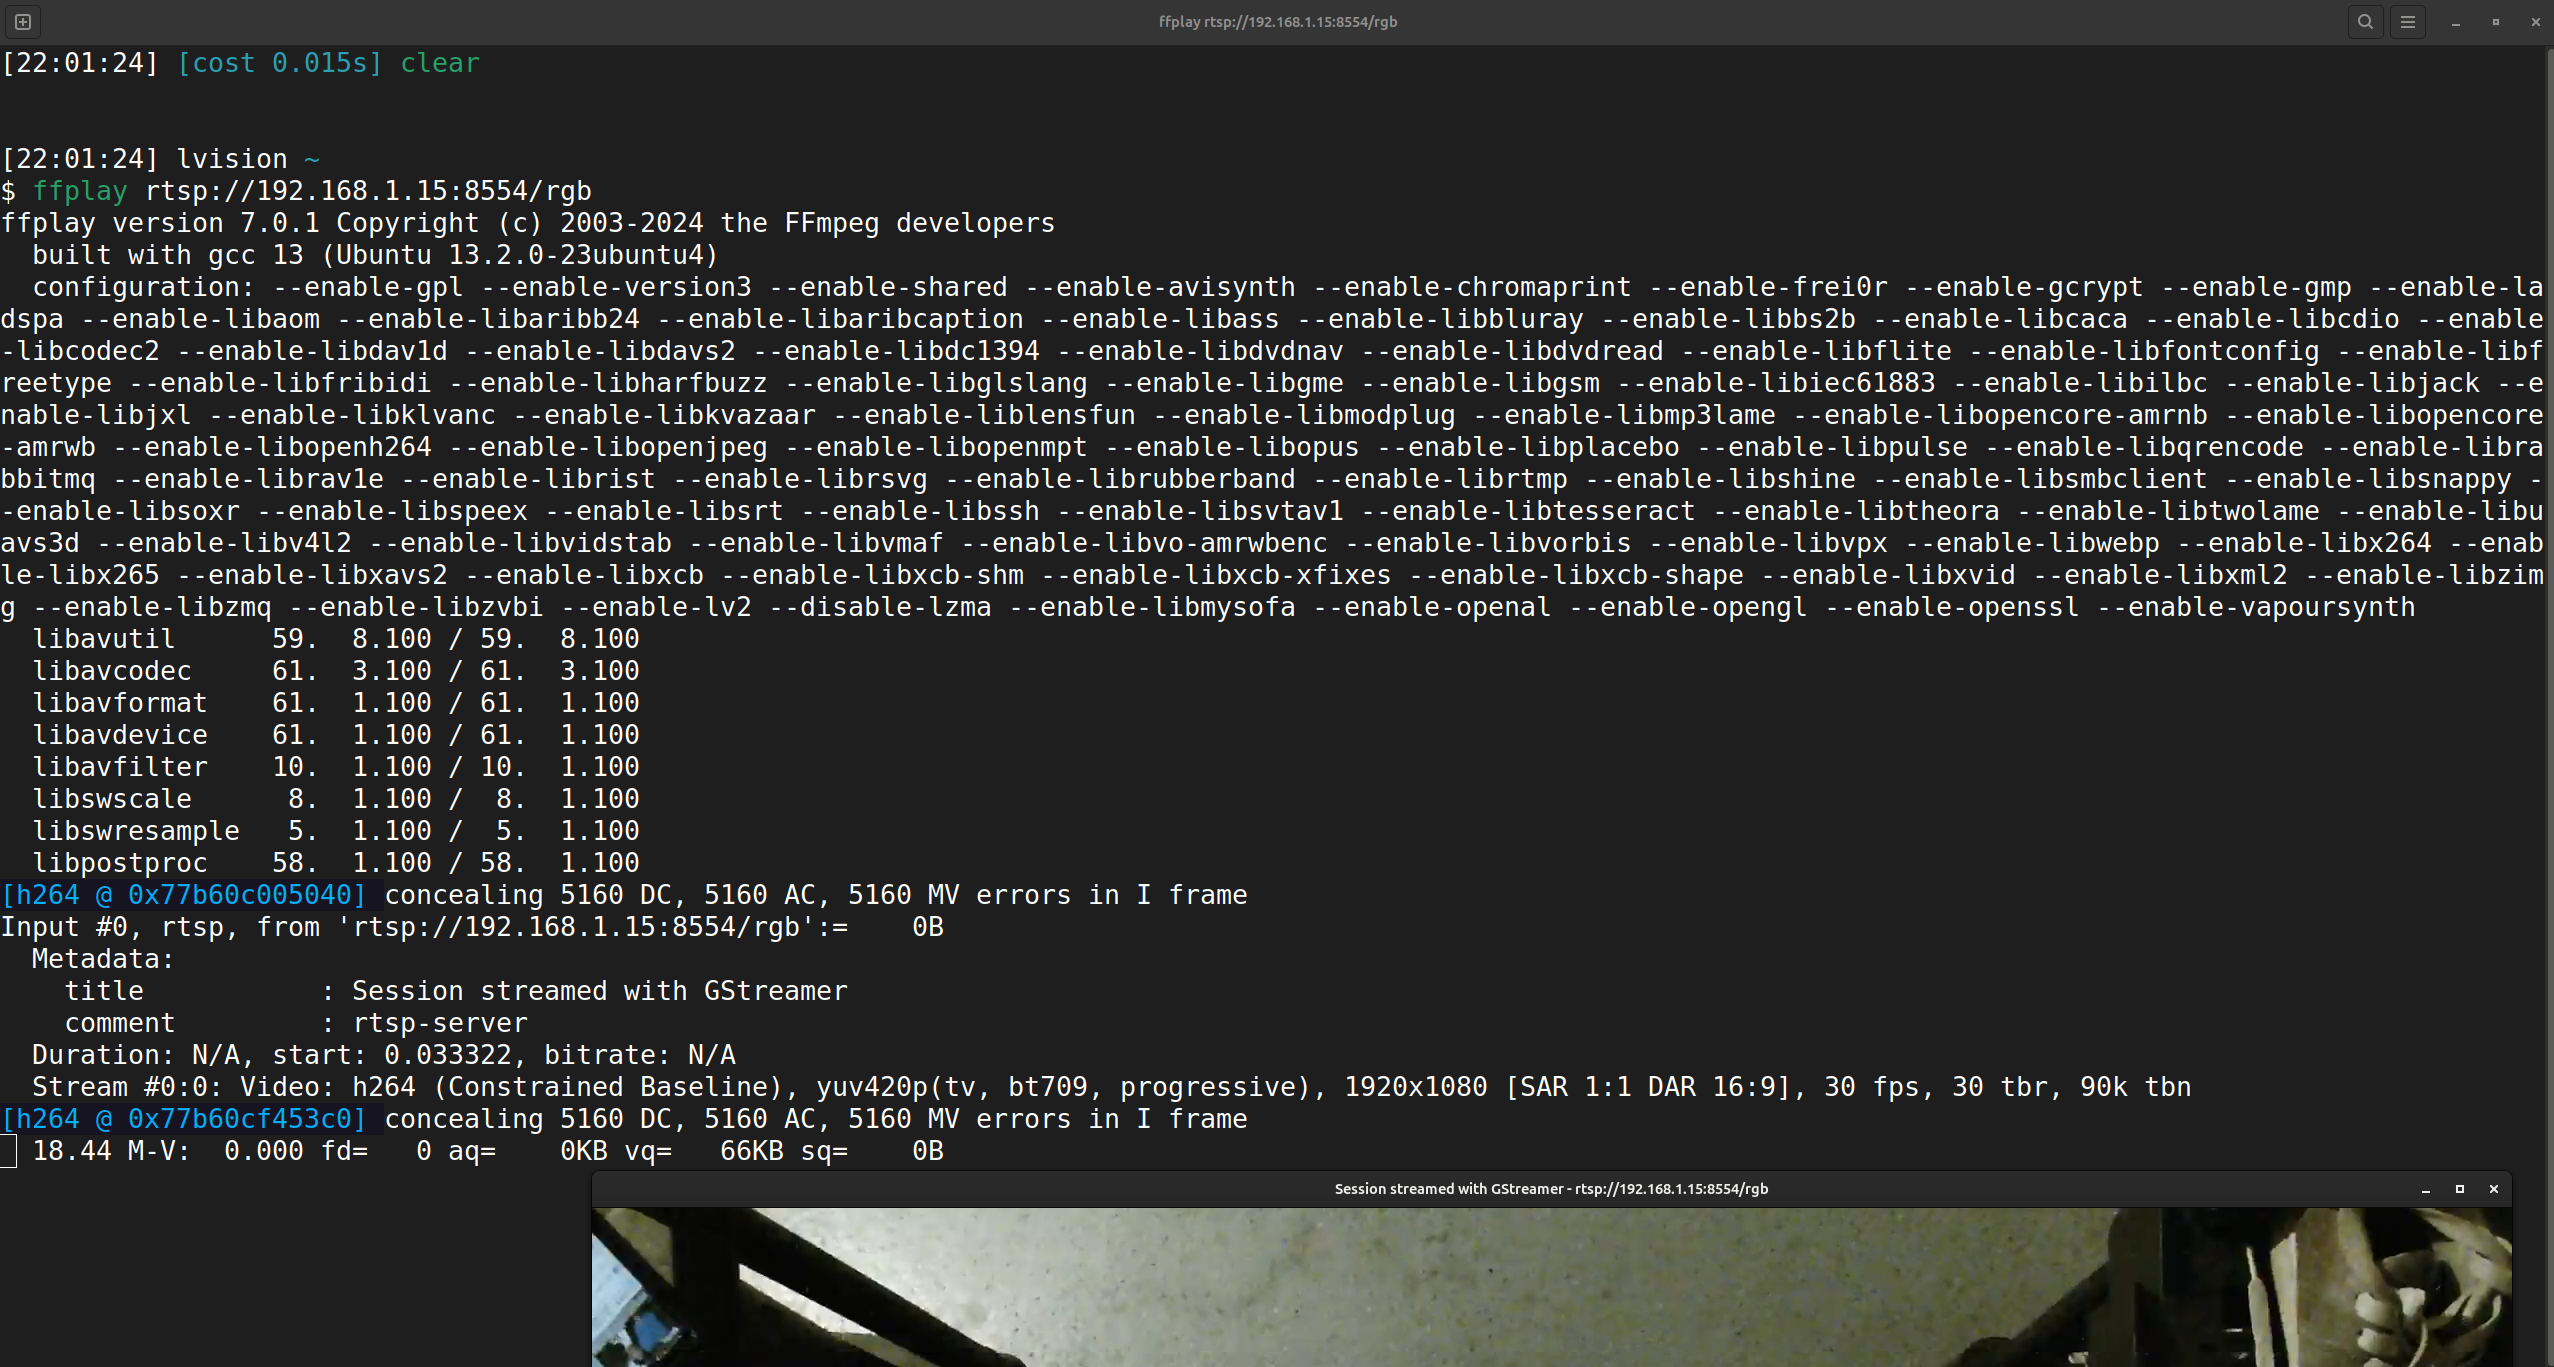 ffplay rtsp://192.168.1.15:8554/rgb
[22:01:24] [cost 0.015s] clear
[22:01:24] lvision ~
$ ffplay rtsp://192.168.1.15:8554/rgb
ffplay version 7.0.1 Copyright (c) 2003-2024 the FFmpeg developers
  built with gcc 13 (Ubuntu 13.2.0-23ubuntu4)
  configuration: --enable-gpl --enable-version3 --enable-shared --enable-avisynth --enable-chromaprint --enable-frei0r --enable-gcrypt --enable-gmp --enable-la
dspa --enable-libaom --enable-libaribb24 --enable-libaribcaption --enable-libass --enable-libbluray --enable-libbs2b --enable-libcaca --enable-libcdio --enable
-libcodec2 --enable-libdav1d --enable-libdavs2 --enable-libdc1394 --enable-libdvdnav --enable-libdvdread --enable-libflite --enable-libfontconfig --enable-libf
reetype --enable-libfribidi --enable-libharfbuzz --enable-libglslang --enable-libgme --enable-libgsm --enable-libiec61883 --enable-libilbc --enable-libjack --e
nable-libjxl --enable-libklvanc --enable-libkvazaar --enable-liblensfun --enable-libmodplug --enable-libmp3lame --enable-libopencore-amrnb --enable-libopencore
-amrwb --enable-libopenh264 --enable-libopenjpeg --enable-libopenmpt --enable-libopus --enable-libplacebo --enable-libpulse --enable-libqrencode --enable-libra
bbitmq --enable-librav1e --enable-librist --enable-librsvg --enable-librubberband --enable-librtmp --enable-libshine --enable-libsmbclient --enable-libsnappy -
-enable-libsoxr --enable-libspeex --enable-libsrt --enable-libssh --enable-libsvtav1 --enable-libtesseract --enable-libtheora --enable-libtwolame --enable-libu
avs3d --enable-libv4l2 --enable-libvidstab --enable-libvmaf --enable-libvo-amrwbenc --enable-libvorbis --enable-libvpx --enable-libwebp --enable-libx264 --enab
le-libx265 --enable-libxavs2 --enable-libxcb --enable-libxcb-shm --enable-libxcb-xfixes --enable-libxcb-shape --enable-libxvid --enable-libxml2 --enable-libzim
g --enable-libzmq --enable-libzvbi --enable-lv2 --disable-lzma --enable-libmysofa --enable-openal --enable-opengl --enable-openssl --enable-vapoursynth
  libavutil      59.  8.100 / 59.  8.100
  libavcodec     61.  3.100 / 61.  3.100
  libavformat    61.  1.100 / 61.  1.100
  libavdevice    61.  1.100 / 61.  1.100
  libavfilter    10.  1.100 / 10.  1.100
  libswscale      8.  1.100 /  8.  1.100
  libswresample   5.  1.100 /  5.  1.100
  libpostproc    58.  1.100 / 58.  1.100
[h264 @ 0x77b60c005040] concealing 5160 DC, 5160 AC, 5160 MV errors in I frame
Input #0, rtsp, from 'rtsp://192.168.1.15:8554/rgb':=    0B
  Metadata:
    title           : Session streamed with GStreamer
    comment         : rtsp-server
  Duration: N/A, start: 0.033322, bitrate: N/A
  Stream #0:0: Video: h264 (Constrained Baseline), yuv420p(tv, bt709, progressive), 1920x1080 [SAR 1:1 DAR 16:9], 30 fps, 30 tbr, 90k tbn
[h264 @ 0x77b60cf453c0] concealing 5160 DC, 5160 AC, 5160 MV errors in I frame
  18.44 M-V:  0.000 fd=   0 aq=    0KB vq=   66KB sq=    0B
Session streamed with GStreamer - rtsp://192.168.1.15:8554/rgb